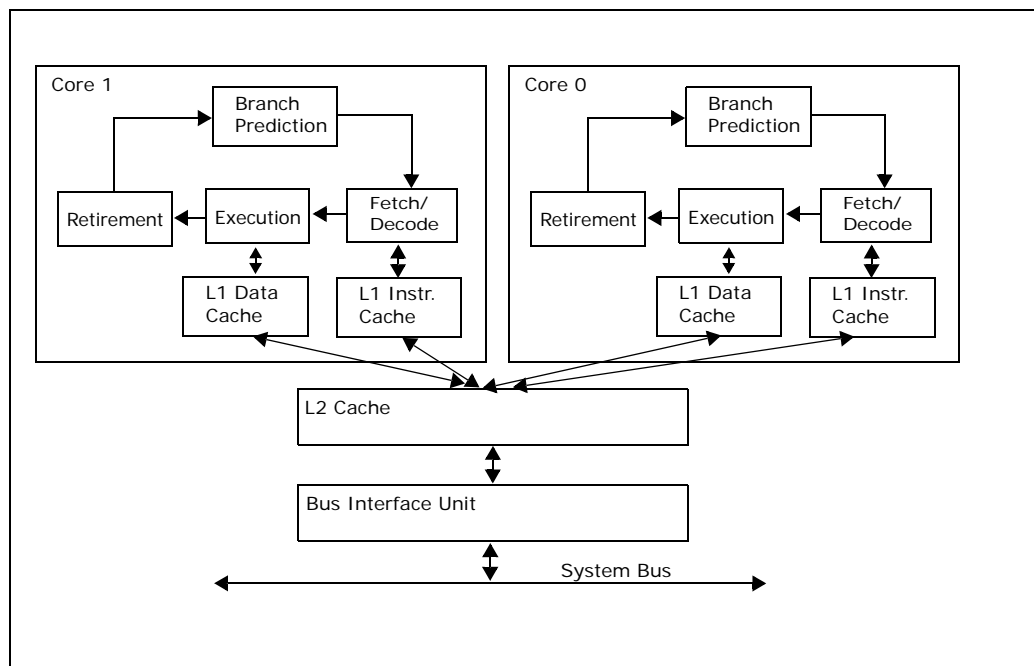 Core 1
Branch
Prediction
Retirement
Execution
Fetch/
Decode
L1 Data
Cache
L1 Instr.
Cache
Core 0
Branch
Prediction
Retirement
Execution
Fetch/
Decode
L1 Data
Cache
L1 Instr.
Cache
L2 Cache
Bus Interface Unit
System Bus